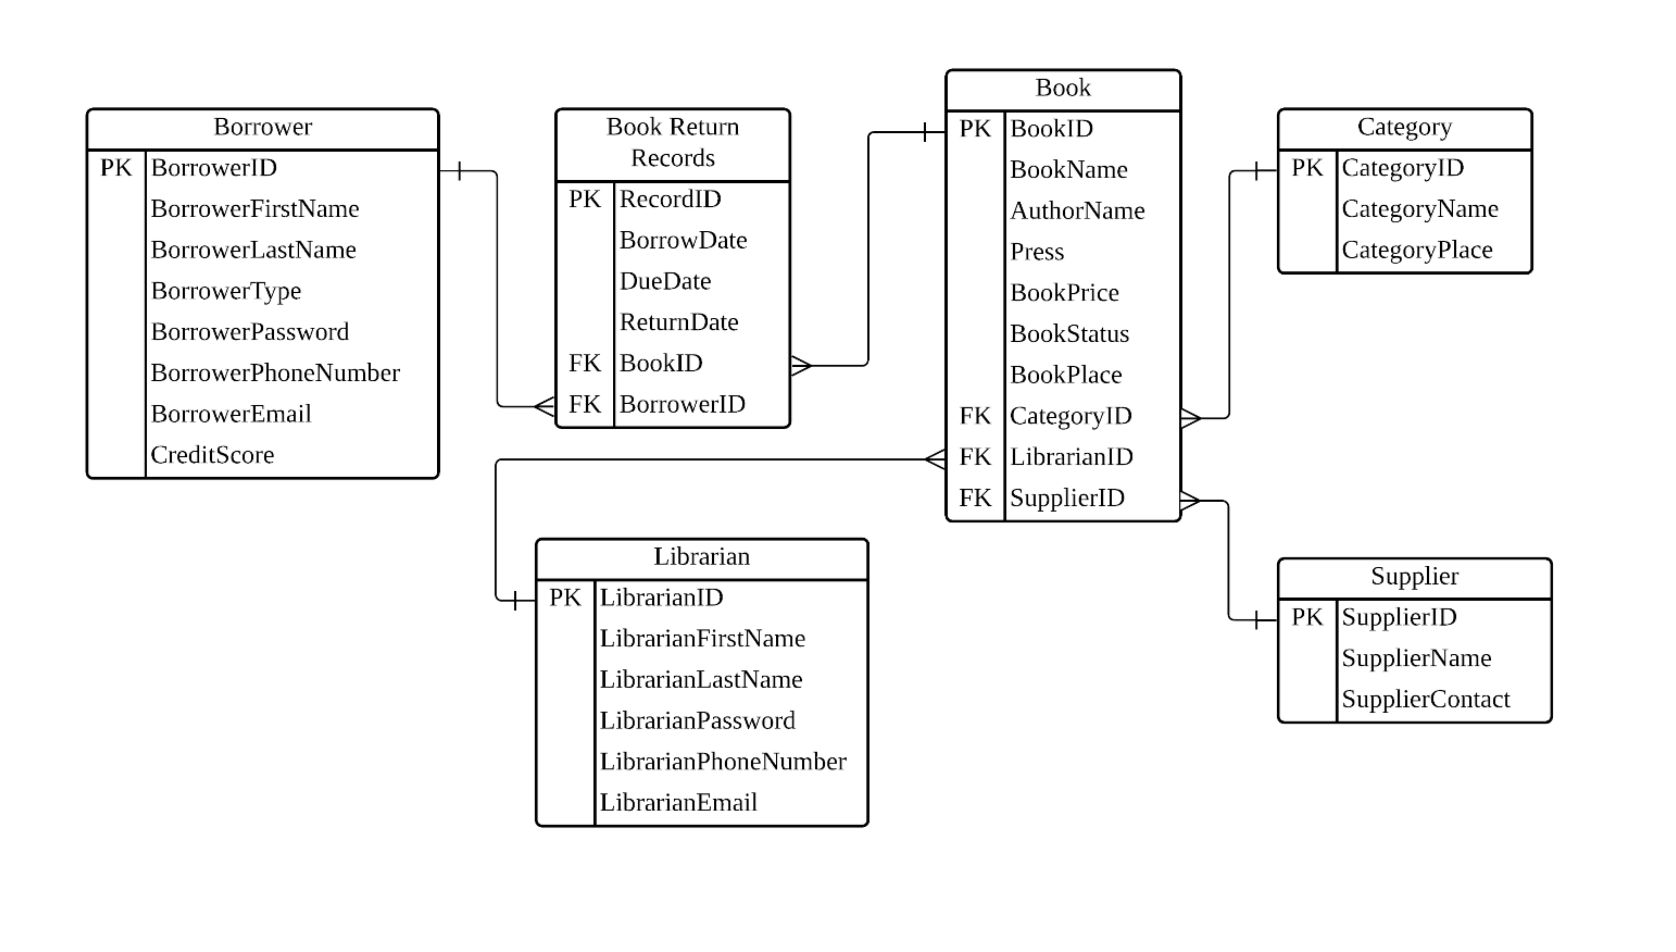 Borrower
PK BorrowerID
BorrowerFirstName
BorrowerLastName
BorrowerType
BorrowerPassword
BorrowerPhoneNumber
BorrowerEmail
CreditScore
Book Return
Records
PK RecordID
BorrowDate
DueDate
ReturnDate
FK BookID
FK BorrowerID
Book
PK BookID
BookName
AuthorName
Press
BookPrice
BookStatus
BookPlace
FK CategoryID
FK LibrarianID
FK SupplierID
Category
PK CategoryID
CategoryName
CategoryPlace
Librarian
PK LibrarianID
LibrarianFirstName
LibrarianLastName
LibrarianPassword
LibrarianPhoneNumber
LibrarianEmail
Supplier
PK SupplierID
SupplierName
SupplierContact